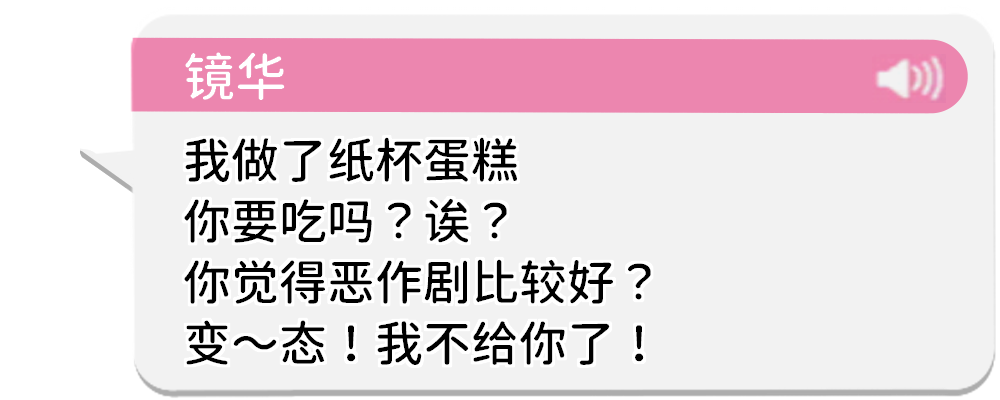 镜华
我做了纸杯蛋糕
你要吃吗？诶？
你觉得恶作剧比较好？
变～态！我不给你了！